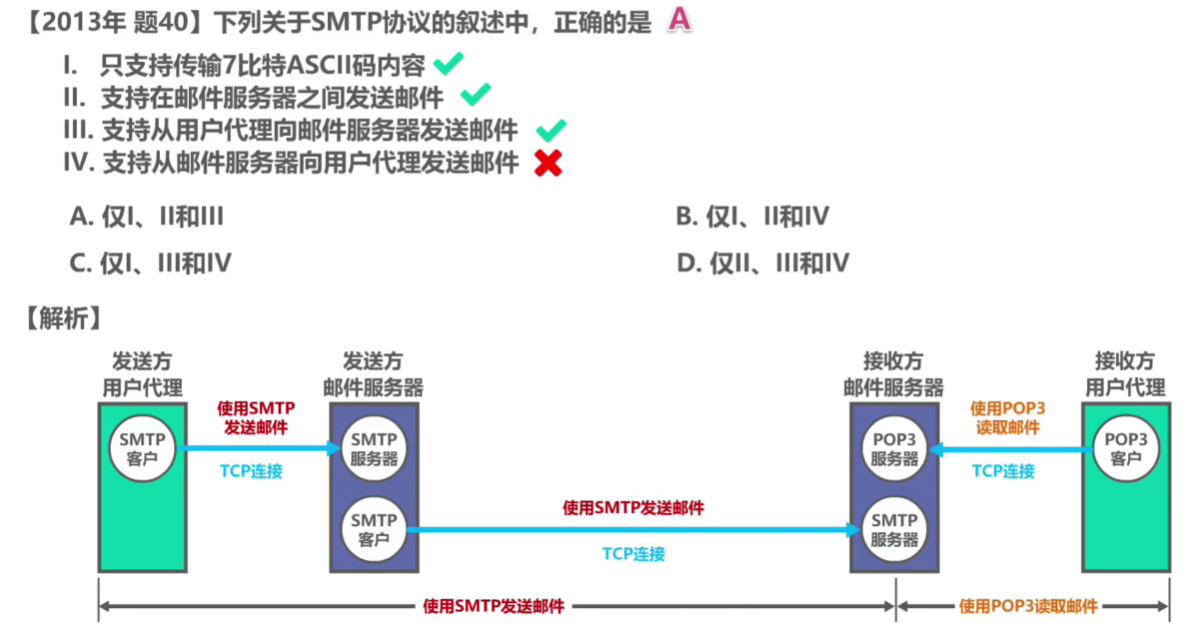 【2013年 题40】下列关于SMTP协议的叙述中，正确的是 A
I. 只支持传输7比特ASCII码内容
II. 支持在邮件服务器之间发送邮件
III. 支持从用户代理向邮件服务器发送邮件
IV. 支持从邮件服务器向用户代理发送邮件
A. 仅I、II和III
B. 仅I、II和IV
C. 仅I、III和IV
D. 仅II、III和IV
【解析】
发送方
用户代理
发送方
邮件服务器
接收方
邮件服务器
接收方
用户代理
SMTP
客户
使用SMTP
发送邮件
TCP连接
SMTP
服务器
SMTP
客户
使用SMTP发送邮件
TCP连接
POP3
服务器
SMTP
服务器
使用POP3
读取邮件
TCP连接
POP3
客户
使用SMTP发送邮件
使用POP3读取邮件